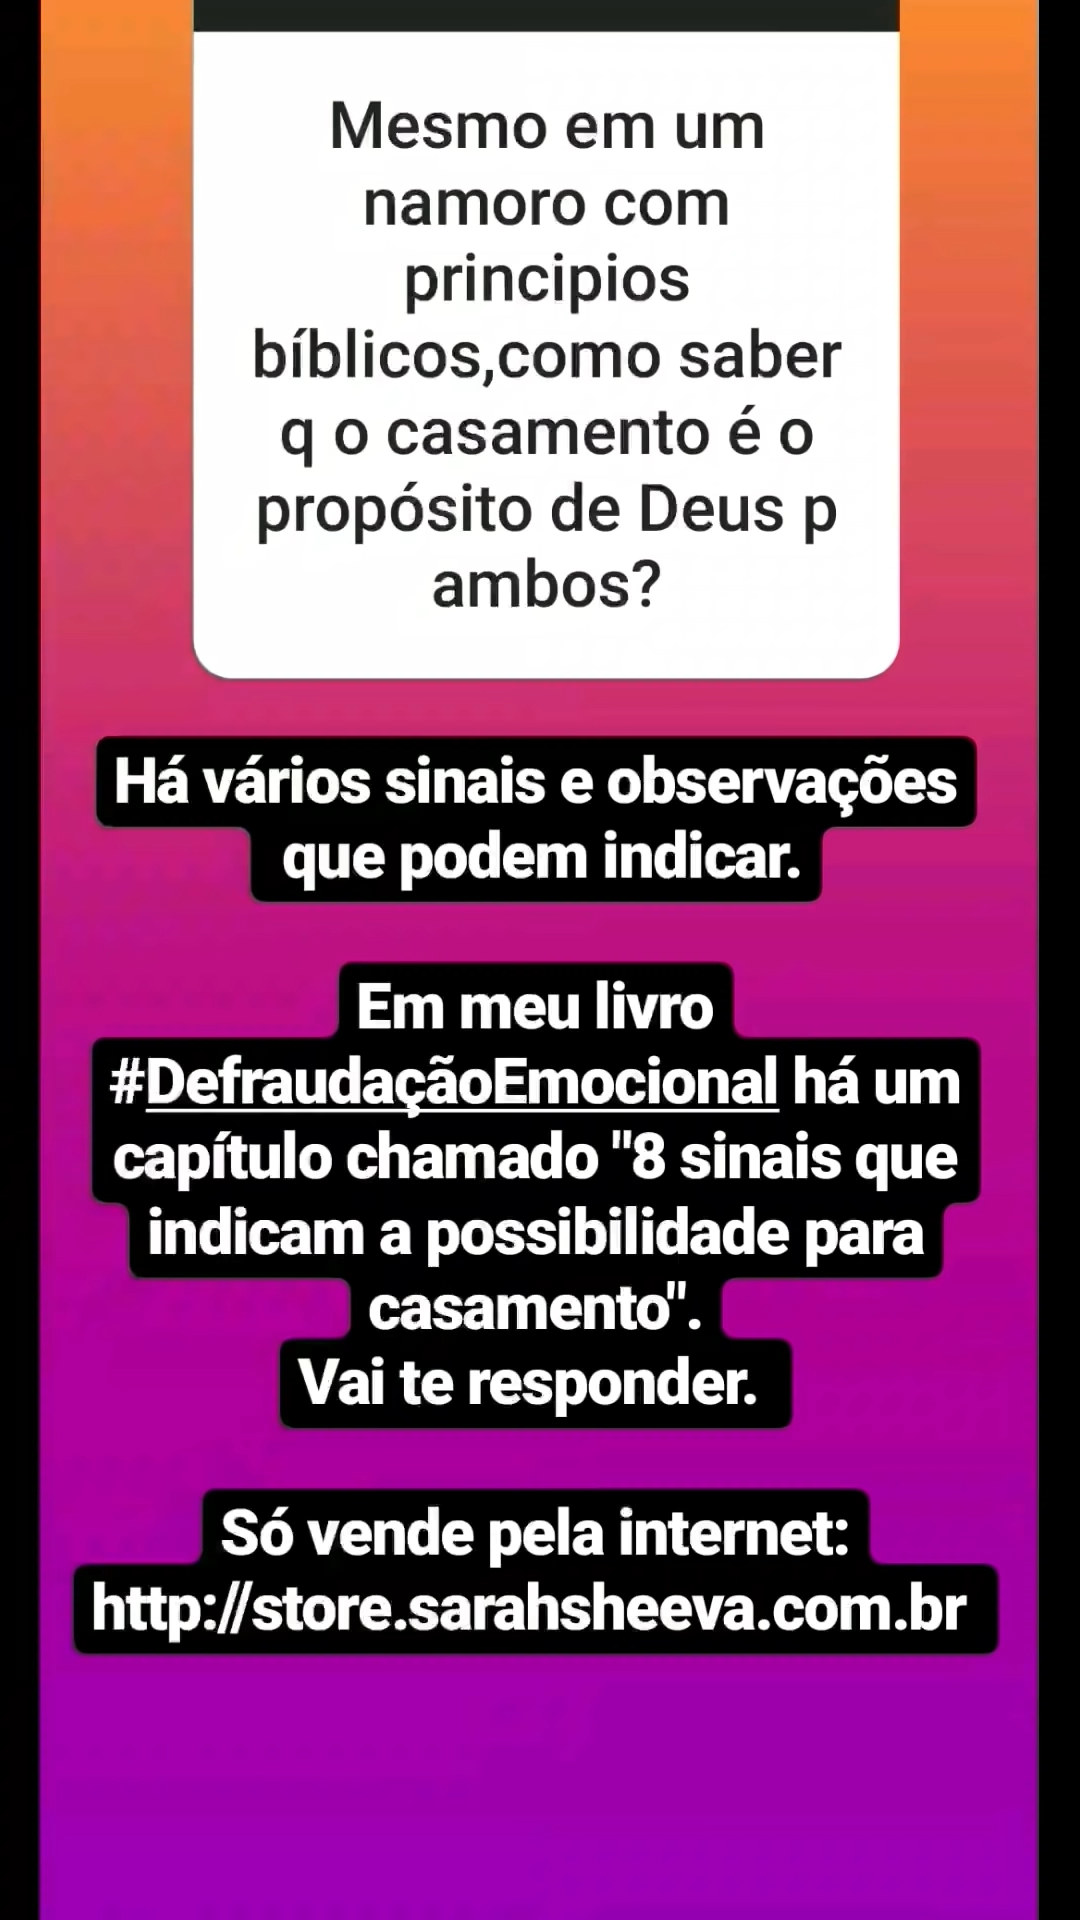 Mesmo em um
namoro com
principios
bíblicos,como saber
q o casamento é o
propósito de Deus p
ambos?
Há vários sinais e observações
que podem indicar.
Em meu livro
#DefraudaçãoEmocional há um
capítulo chamado "8 sinais que
indicam a possibilidade para
casamento".
Vai te responder.
Só vende pela internet:
http://store.sarahsheeva.com.br